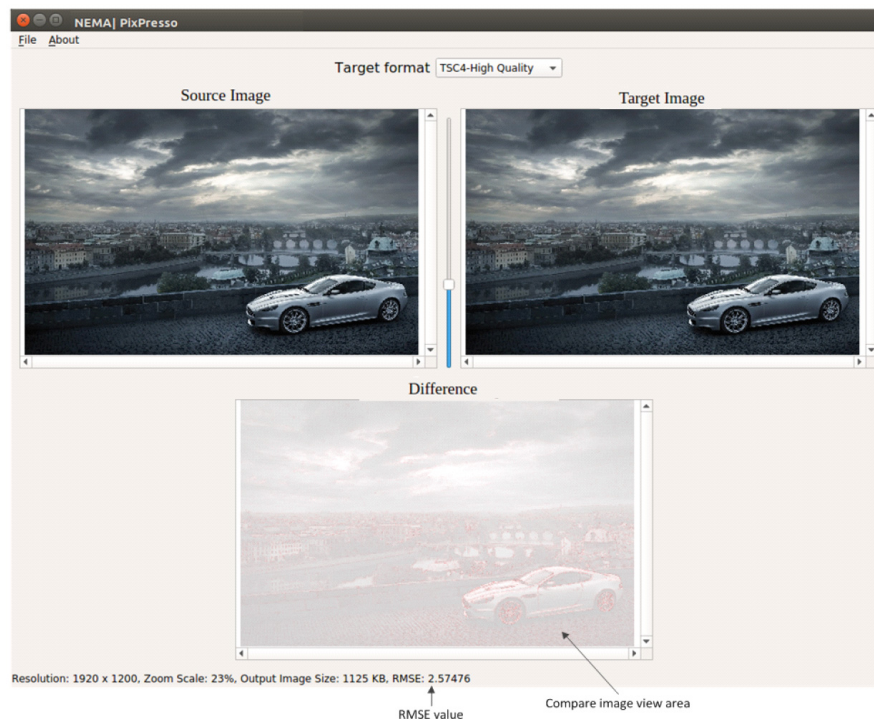 NEMA| PixPresso
File About
Target format TSC4-High Quality
Source Image
Target Image
Difference
Resolution: 1920 x 1200, Zoom Scale: 23%, Output Image Size: 1125 KB, RMSE: 2.57476
Compare image view area
RMSE value